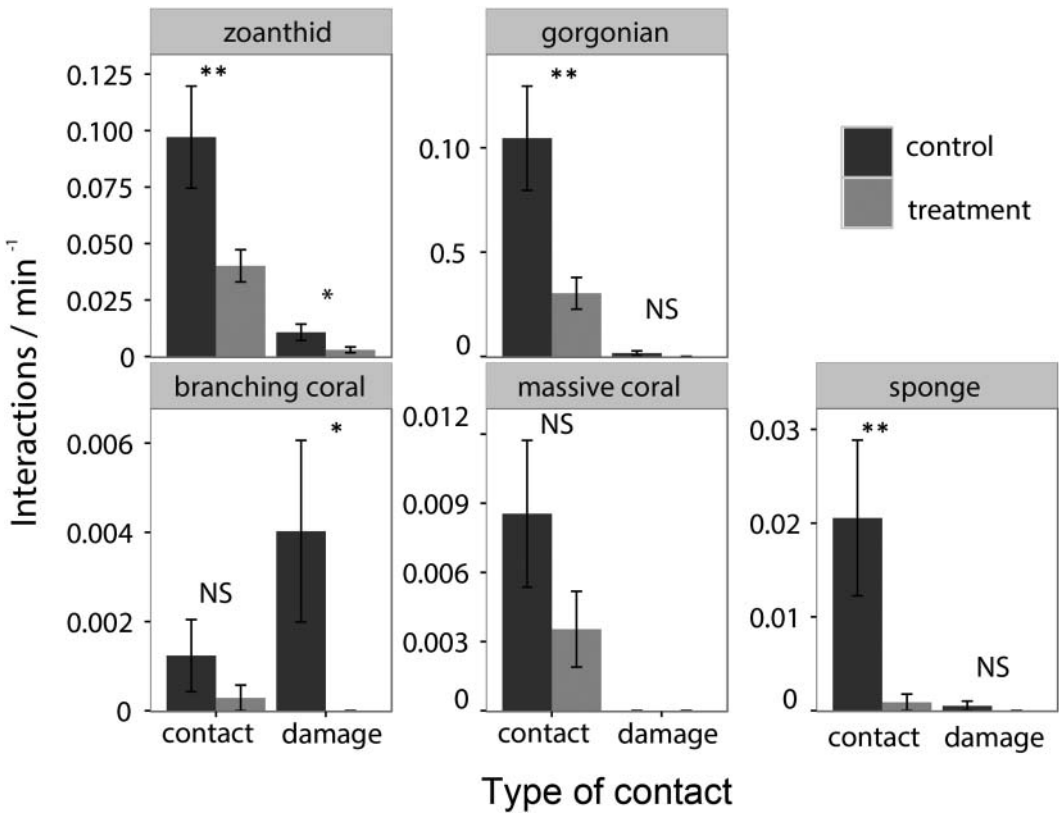 zoanthid
gorgonian
0.125
0.100
0.075
0.050
0.025
0
**
*
0.10
0.5
0
**
NS
control
treatment
branching coral
massive coral
sponge
0.006
0.004
0.002
0
NS
*
0.012
0.009
0.006
0.003
0
NS
0.03
0.02
0.01
0
**
NS
contact damage
contact damage
contact damage
Interactions / min -1
Type of contact